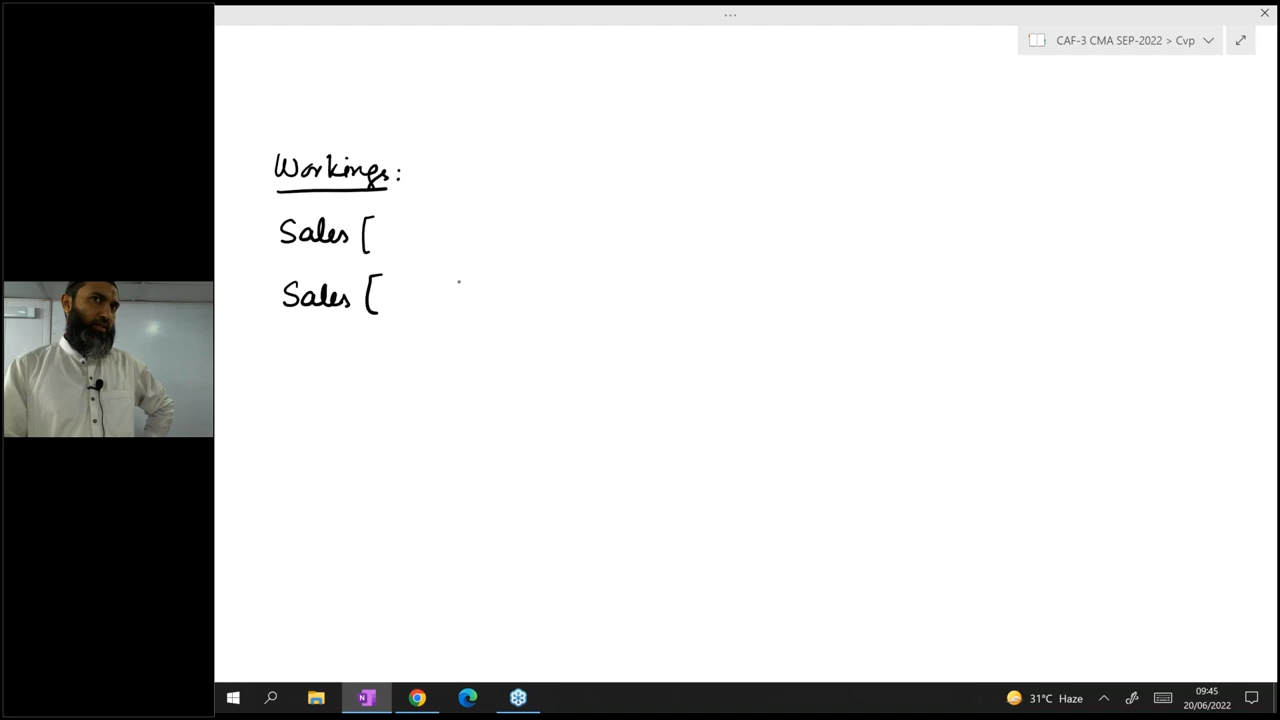 ...
CAF-3 CMA SEP-2022 > Cvp
Workings:
Sales [
Sales [
31°C Haze
09:45
20/06/2022